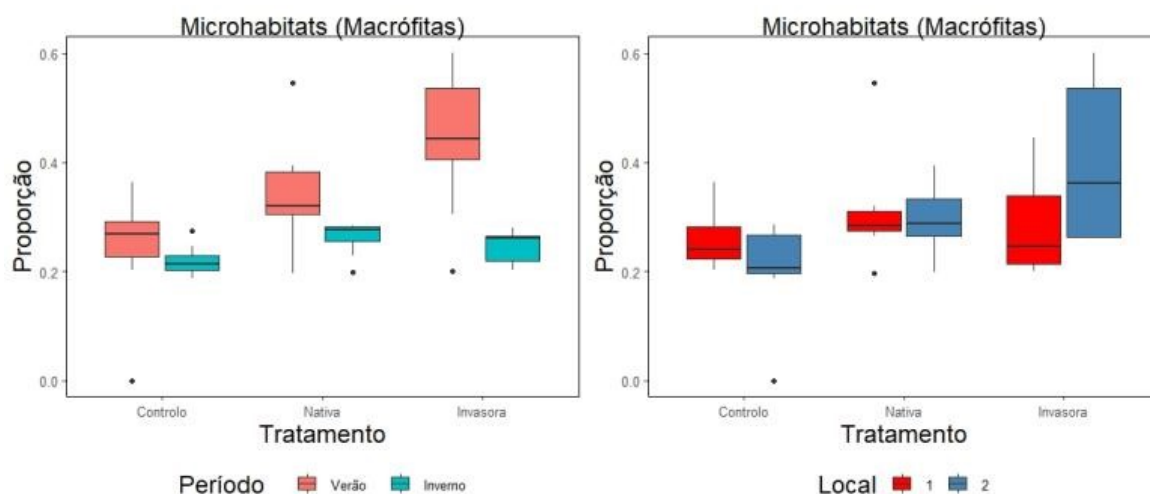 Microhabitats (Macrófitas)
Proporção
0.6
0.4
0.2
0.0
Controlo Nativa Invasora
Tratamento
Período Verão Inverno
Microhabitats (Macrófitas)
Proporção
0.6
0.4
0.2
0.0
Controlo Nativa Invasora
Tratamento
Local 1 2